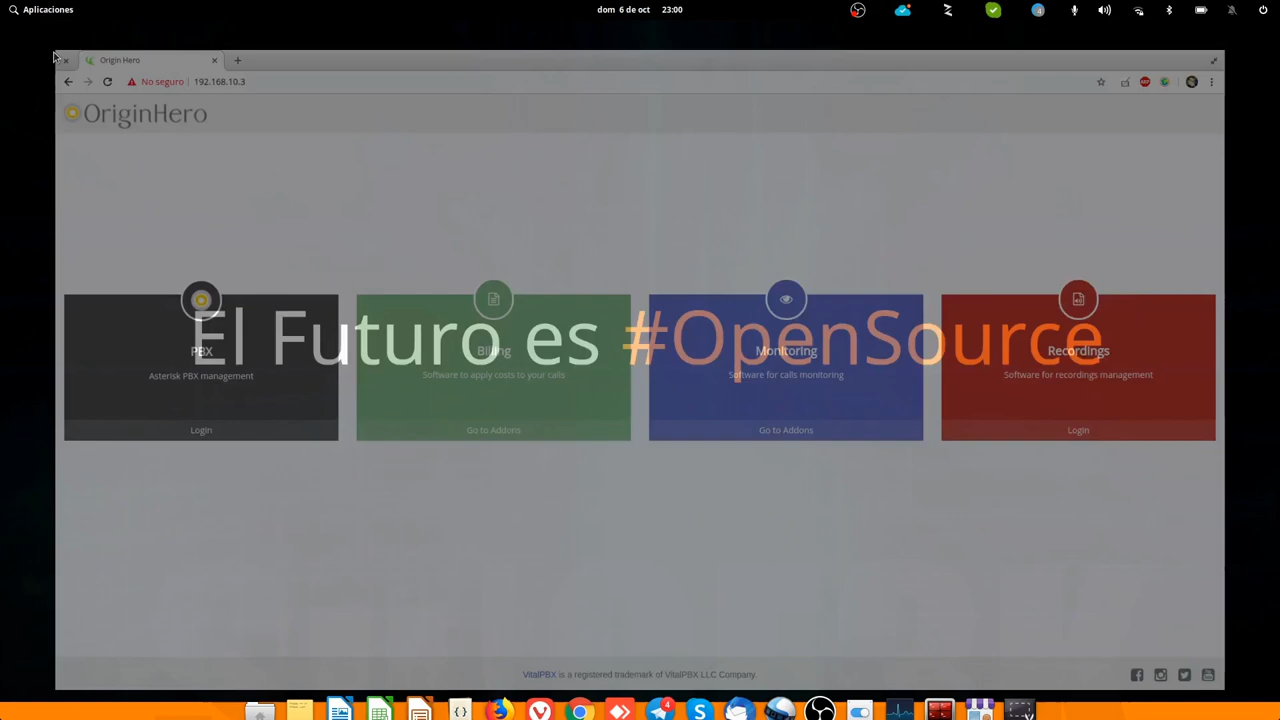 Aplicaciones
dom 6 de oct 23:00
4
Origin Hero
No seguro
192.168.10.3
ABP
OriginHero
El Futuro es #OpenSource
PBX
Asterisk PBX management
Login
Billing
Software to apply costs to your calls
Go to Addons
Monitoring
Software for calls monitoring
Go to Addons
Recordings
Software for recordings management
Login
VitalPBX is a registered trademark of VitalPBX LLC Company.
4